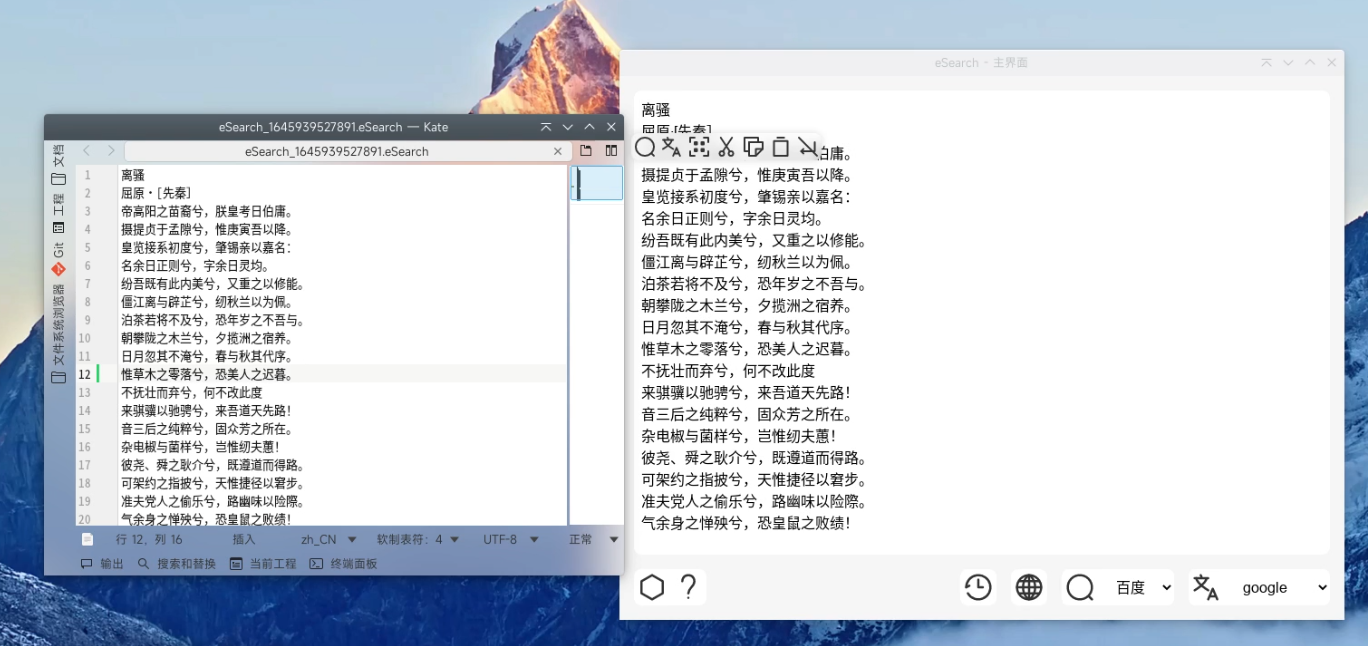 eSearch_1645939527891.eSearch — Kate
eSearch_1645939527891.eSearch
文档
工程
Git
文件系统浏览器
1 离骚
2 屈原·[先秦]
3 帝高阳之苗裔兮，朕皇考日伯庸。
4 摄提贞于孟隙兮，惟庚寅吾以降。
5 皇览接系初度兮，肇锡亲以嘉名：
6 名余日正则兮，字余日灵均。
7 纷吾既有此内美兮，又重之以修能。
8 僵江离与辟芷兮，纫秋兰以为佩。
9 泊茶若将不及兮，恐年岁之不吾与。
10 朝攀陇之木兰兮，夕揽洲之宿养。
11 日月忽其不淹兮，春与秋其代序。
12 惟草木之零落兮，恐美人之迟暮。
13 不抚壮而弃兮，何不改此度
14 来骐骥以驰骋兮，来吾道天先路！
15 音三后之纯粹兮，固众芳之所在。
16 杂电椒与菌样兮，岂惟纫夫蕙！
17 彼尧、舜之耿介兮，既遵道而得路。
18 可架约之指披兮，天惟捷径以窘步。
19 准夫党人之偷乐兮，路幽味以险隩。
20 气余身之惮殃兮，恐皇鼠之败绩！
行 12，列 16 插入 zh_CN 软制表符：4 UTF-8 正常
输出 搜索和替换 当前工程 终端面板
eSearch - 主界面
离骚
屈原·[先秦]
伯庸。
摄提贞于孟隙兮，惟庚寅吾以降。
皇览接系初度兮，肇锡亲以嘉名：
名余日正则兮，字余日灵均。
纷吾既有此内美兮，又重之以修能。
僵江离与辟芷兮，纫秋兰以为佩。
泊茶若将不及兮，恐年岁之不吾与。
朝攀陇之木兰兮，夕揽洲之宿养。
日月忽其不淹兮，春与秋其代序。
惟草木之零落兮，恐美人之迟暮。
不抚壮而弃兮，何不改此度
来骐骥以驰骋兮，来吾道天先路！
音三后之纯粹兮，固众芳之所在。
杂电椒与菌样兮，岂惟纫夫蕙！
彼尧、舜之耿介兮，既遵道而得路。
可架约之指披兮，天惟捷径以窘步。
准夫党人之偷乐兮，路幽味以险隩。
气余身之惮殃兮，恐皇鼠之败绩！
百度 google